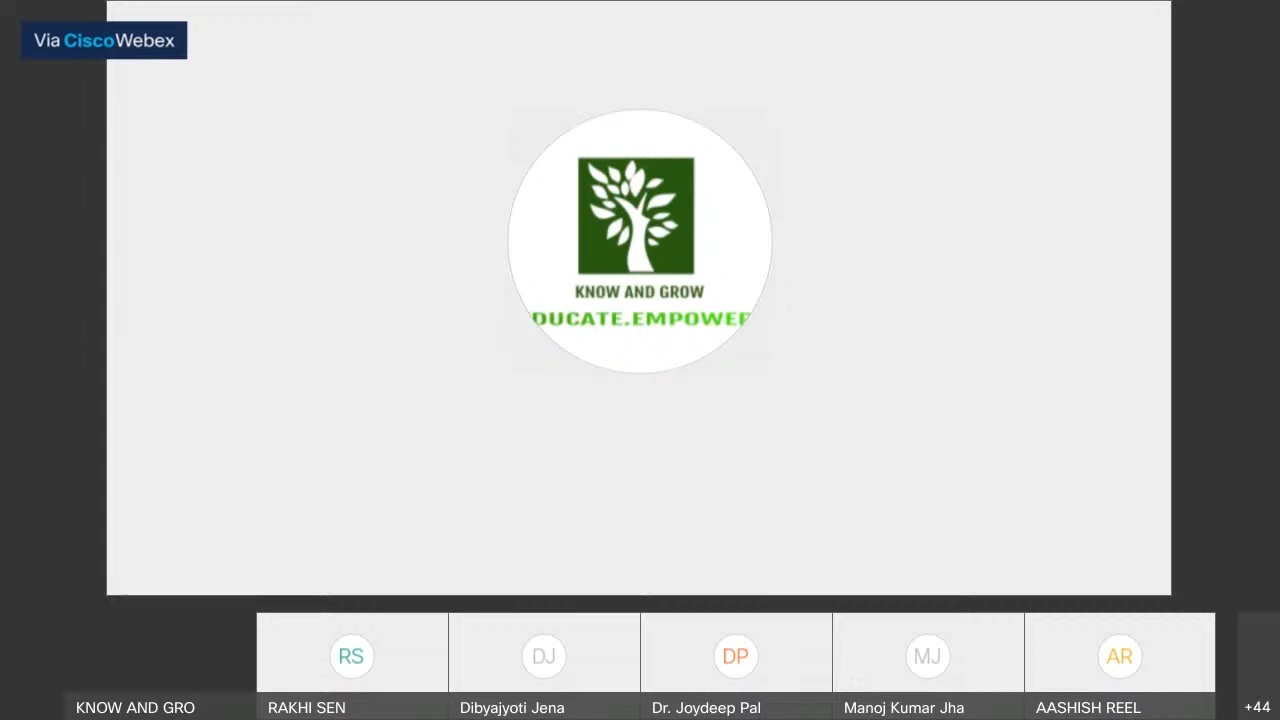 Via CiscoWebex
KNOW AND GROW
DUCATE.EMPOWER
RS
DJ
DP
MJ
AR
KNOW AND GRO
RAKHI SEN
Dibyajyoti Jena
Dr. Joydeep Pal
Manoj Kumar Jha
AASHISH REEL
+44